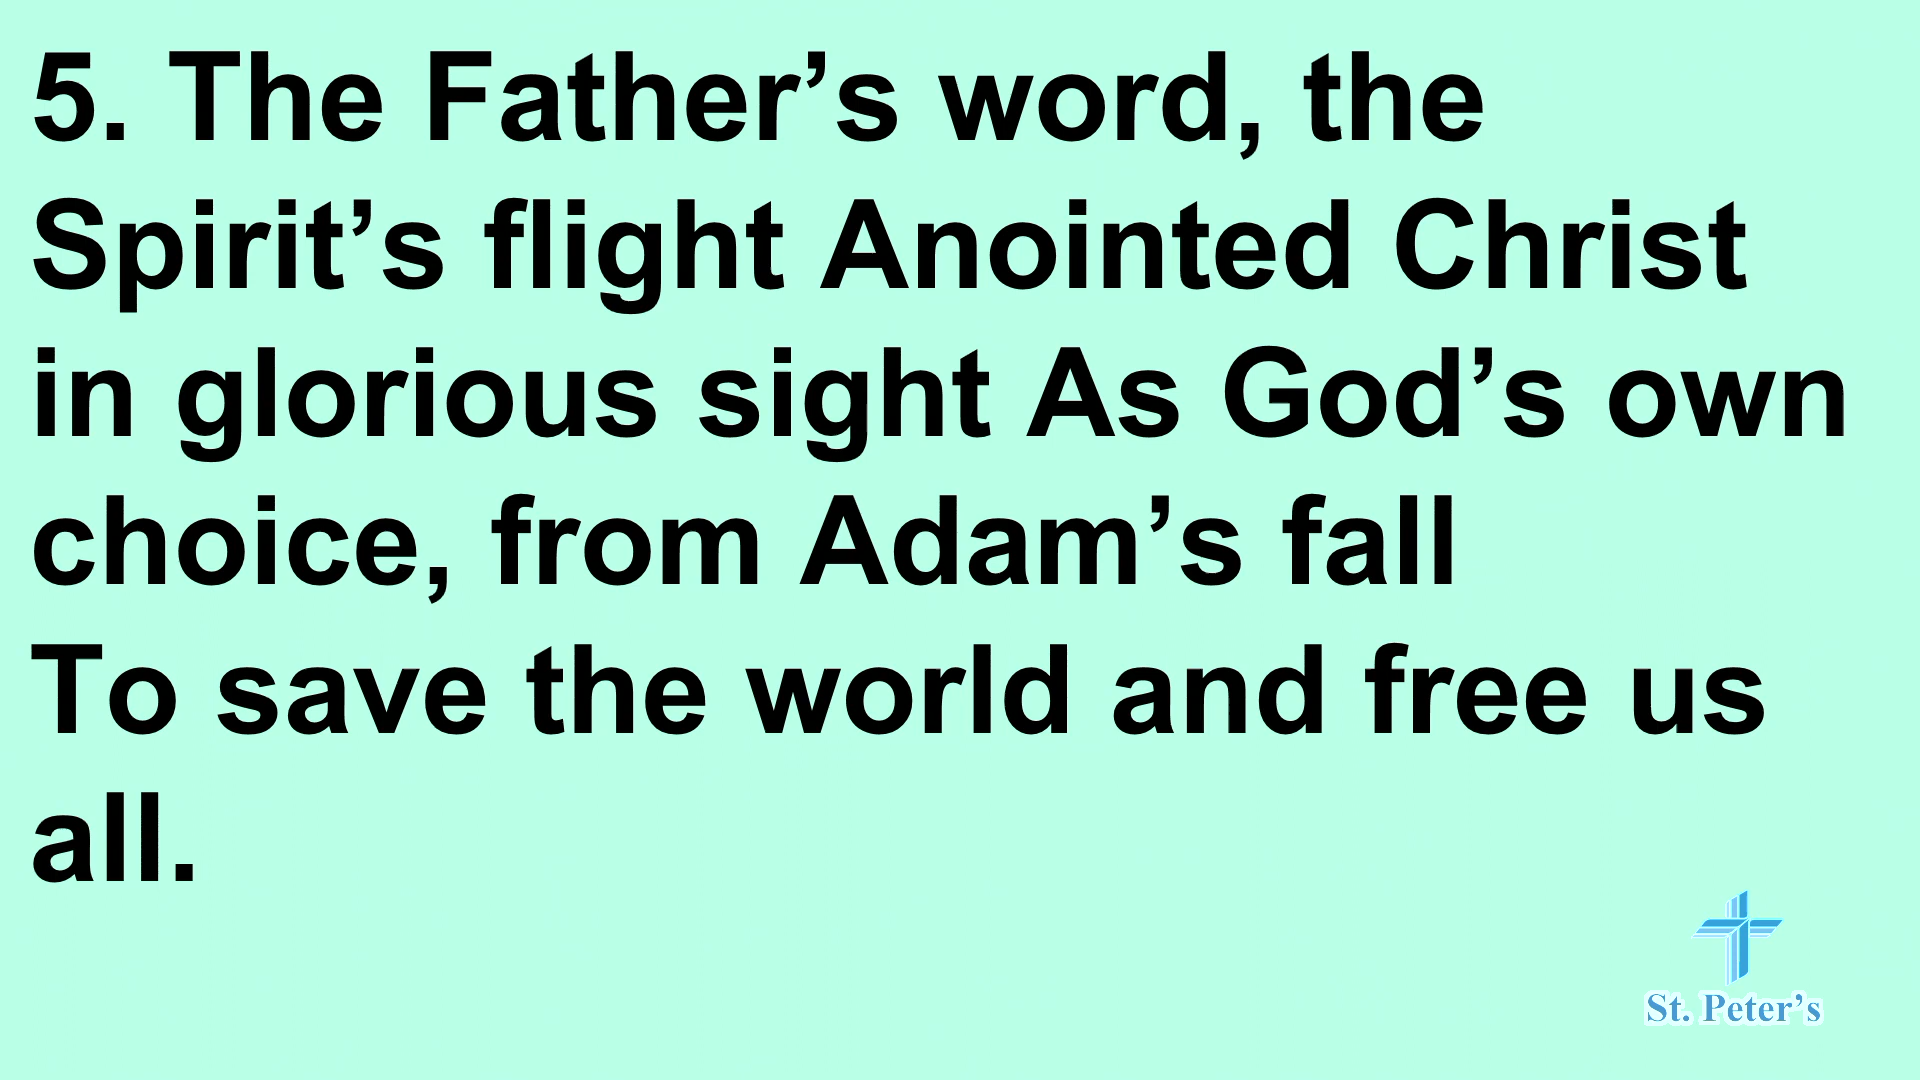 5. The Father’s word, the
Spirit’s flight Anointed Christ
in glorious sight As God’s own
choice, from Adam’s fall
To save the world and free us
all.
St. Peter’s